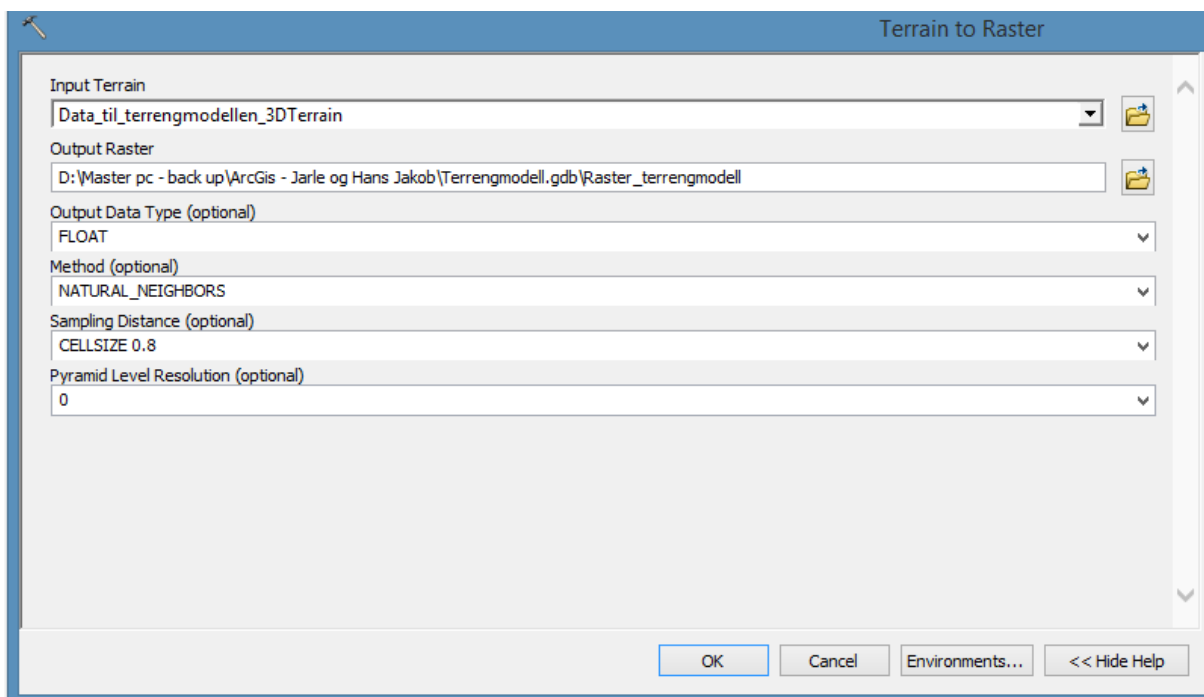 Terrain to Raster
Input Terrain
Data_til_terrengmodellen_3DTerrain
Output Raster
D:\Master pc - back up\ArcGis - Jarle og Hans Jakob\Terrengmodell.gdb\Raster_terrengmodell
Output Data Type (optional)
FLOAT
Method (optional)
NATURAL_NEIGHBORS
Sampling Distance (optional)
CELLSIZE 0.8
Pyramid Level Resolution (optional)
0
OK Cancel Environments... << Hide Help